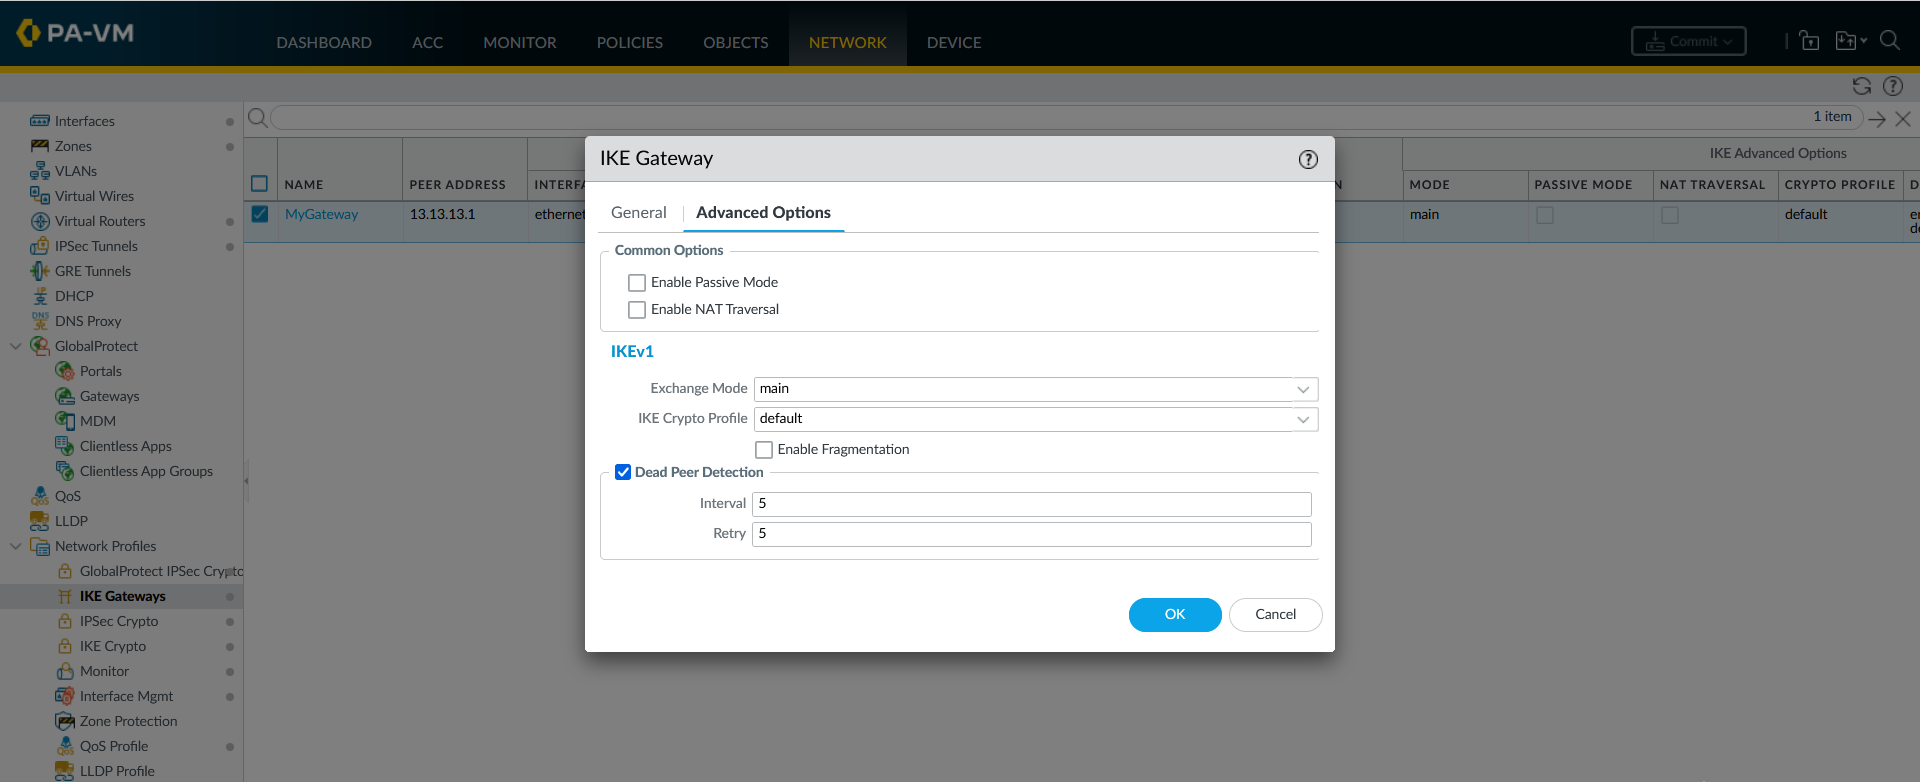 PA-VM
DASHBOARD ACC MONITOR POLICIES OBJECTS NETWORK DEVICE
Commit
1 item
Interfaces
Zones
VLANs
Virtual Wires
Virtual Routers
IPSec Tunnels
GRE Tunnels
DHCP
DNS Proxy
GlobalProtect
Portals
Gateways
MDM
Clientless Apps
Clientless App Groups
QoS
LLDP
Network Profiles
GlobalProtect IPSec Crypto
IKE Gateways
IPSec Crypto
IKE Crypto
Monitor
Interface Mgmt
Zone Protection
QoS Profile
LLDP Profile
IKE Advanced Options
NAME PEER ADDRESS INTERFA N MODE PASSIVE MODE NAT TRAVERSAL CRYPTO PROFILE D
MyGateway 13.13.13.1 ethernet main default
IKE Gateway
General Advanced Options
Common Options
Enable Passive Mode
Enable NAT Traversal
IKEv1
Exchange Mode main
IKE Crypto Profile default
Enable Fragmentation
Dead Peer Detection
Interval 5
Retry 5
OK Cancel